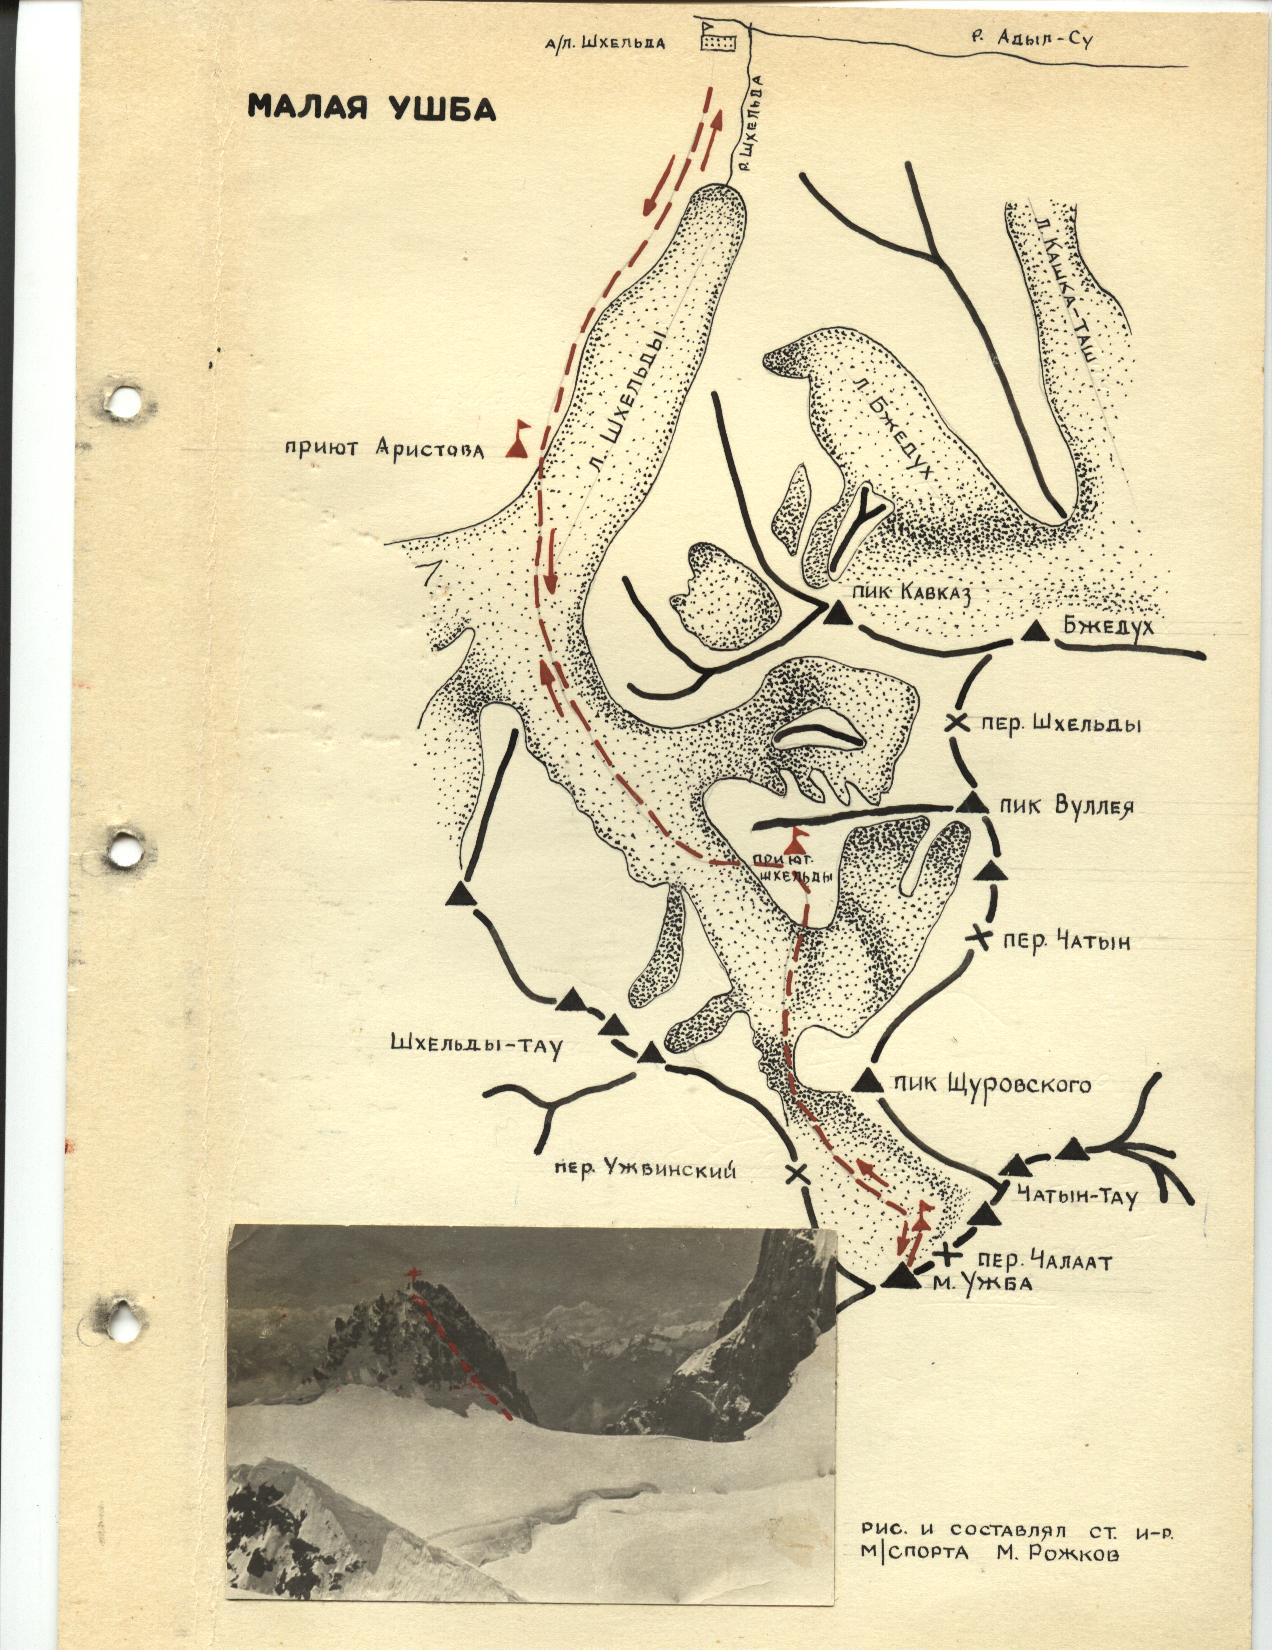 а/л. Шхельда
р. Адыл-Су
МАЛАЯ УШБА
р. Шхельда
л. Кашка-Таш
л. Шхельды
л. Бжедух
приют Аристова
пик Кавказ
Бжедух
пер. Шхельды
пик Вуллея
приют
шхельды
пер. Чатын
Шхельды-тау
пик Щуровского
пер. Ужвинский
Чатын-Тау
пер. Чалаат
м. Ужба
рис. и составлял ст. и-р.
м/спорта М. Рожков